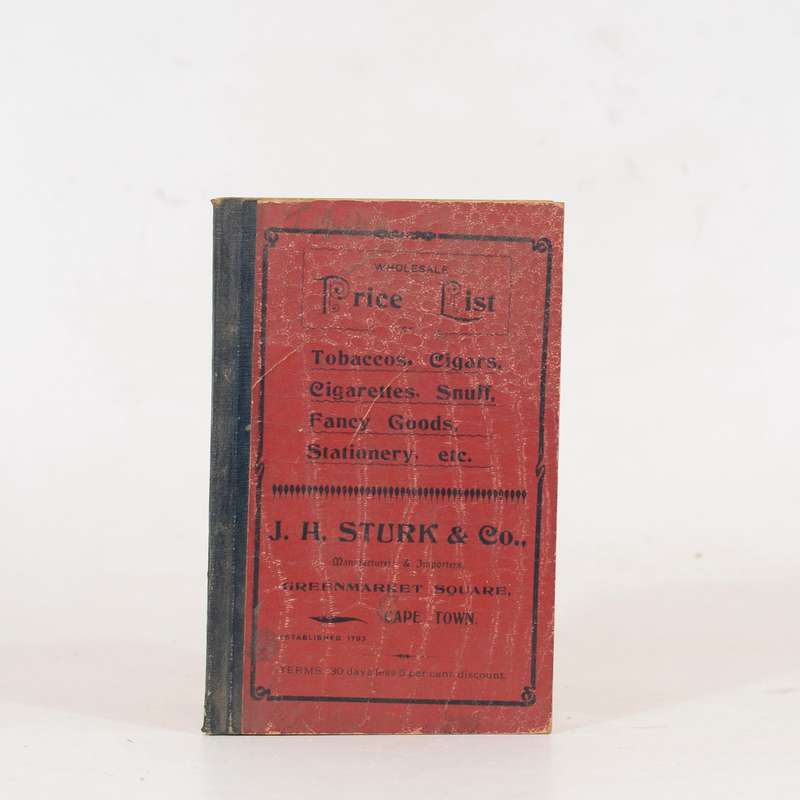 WHOLESALE
Price List
Tobaccos, Cigars,
Cigarettes, Snuff,
Fancy Goods,
Stationery, etc.
J. H. STURK & Co.,
Manufacturers & Importers,
GREENMARKET SQUARE,
CAPE TOWN.
ESTABLISHED 1793
TERMS: 30 days less 5 per cent. discount.